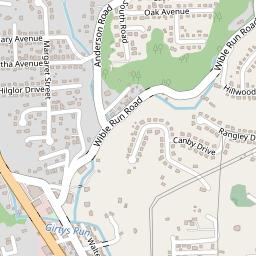 Oak Avenue
South Road
Anderson Road
ary Avenue
Margaret Street
tha Avenue
Hilglor Drive
Wible Run Road
Wible Run Road
Hillwood
Rangley D
Canby Drive
Girtys Run